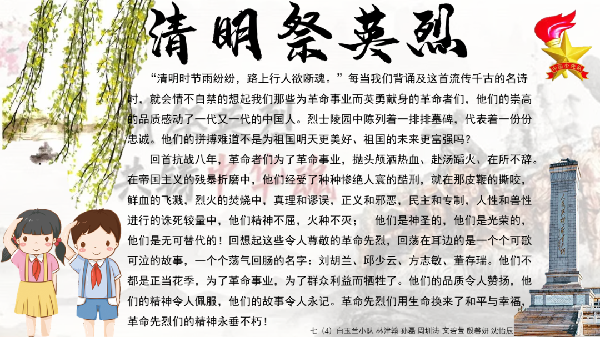 清明祭英烈
“清明时节雨纷纷，路上行人欲断魂。”每当我们背诵及这首流传千古的名诗
时，就会情不自禁的想起我们那些为革命事业而英勇献身的革命者们，他们的崇高
的品质感动了一代又一代的中国人。烈士陵园中陈列着一排排墓碑，代表着一份份
忠诚。他们的拼搏难道不是为祖国明天更美好、祖国的未来更富强吗？
回首抗战八年，革命者们为了革命事业，抛头颅洒热血、赴汤蹈火、在所不辞。
在帝国主义的残暴折磨中，他们经受了种种惨绝人寰的酷刑，就在那皮鞭的撕咬，
鲜血的飞溅，烈火的焚烧中，真理和谬误，正义和邪恶，民主和专制，人性和兽性
进行的诛死较量中，他们精神不屈，火种不灭； 他们是神圣的，他们是光荣的，
他们是无可替代的！回想起这些令人尊敬的革命先烈，回荡在耳边的是一个个可歌
可泣的故事，一个个荡气回肠的名字：刘胡兰、邱少云、方志敏、董存瑞。他们不
都是正当花季，为了革命事业，为了群众利益而牺牲了。他们的品质令人赞扬，他
们的精神令人佩服，他们的故事令人永记。革命先烈们用生命换来了和平与幸福，
革命先烈们的精神永垂不朽！
七（4）白玉兰小队